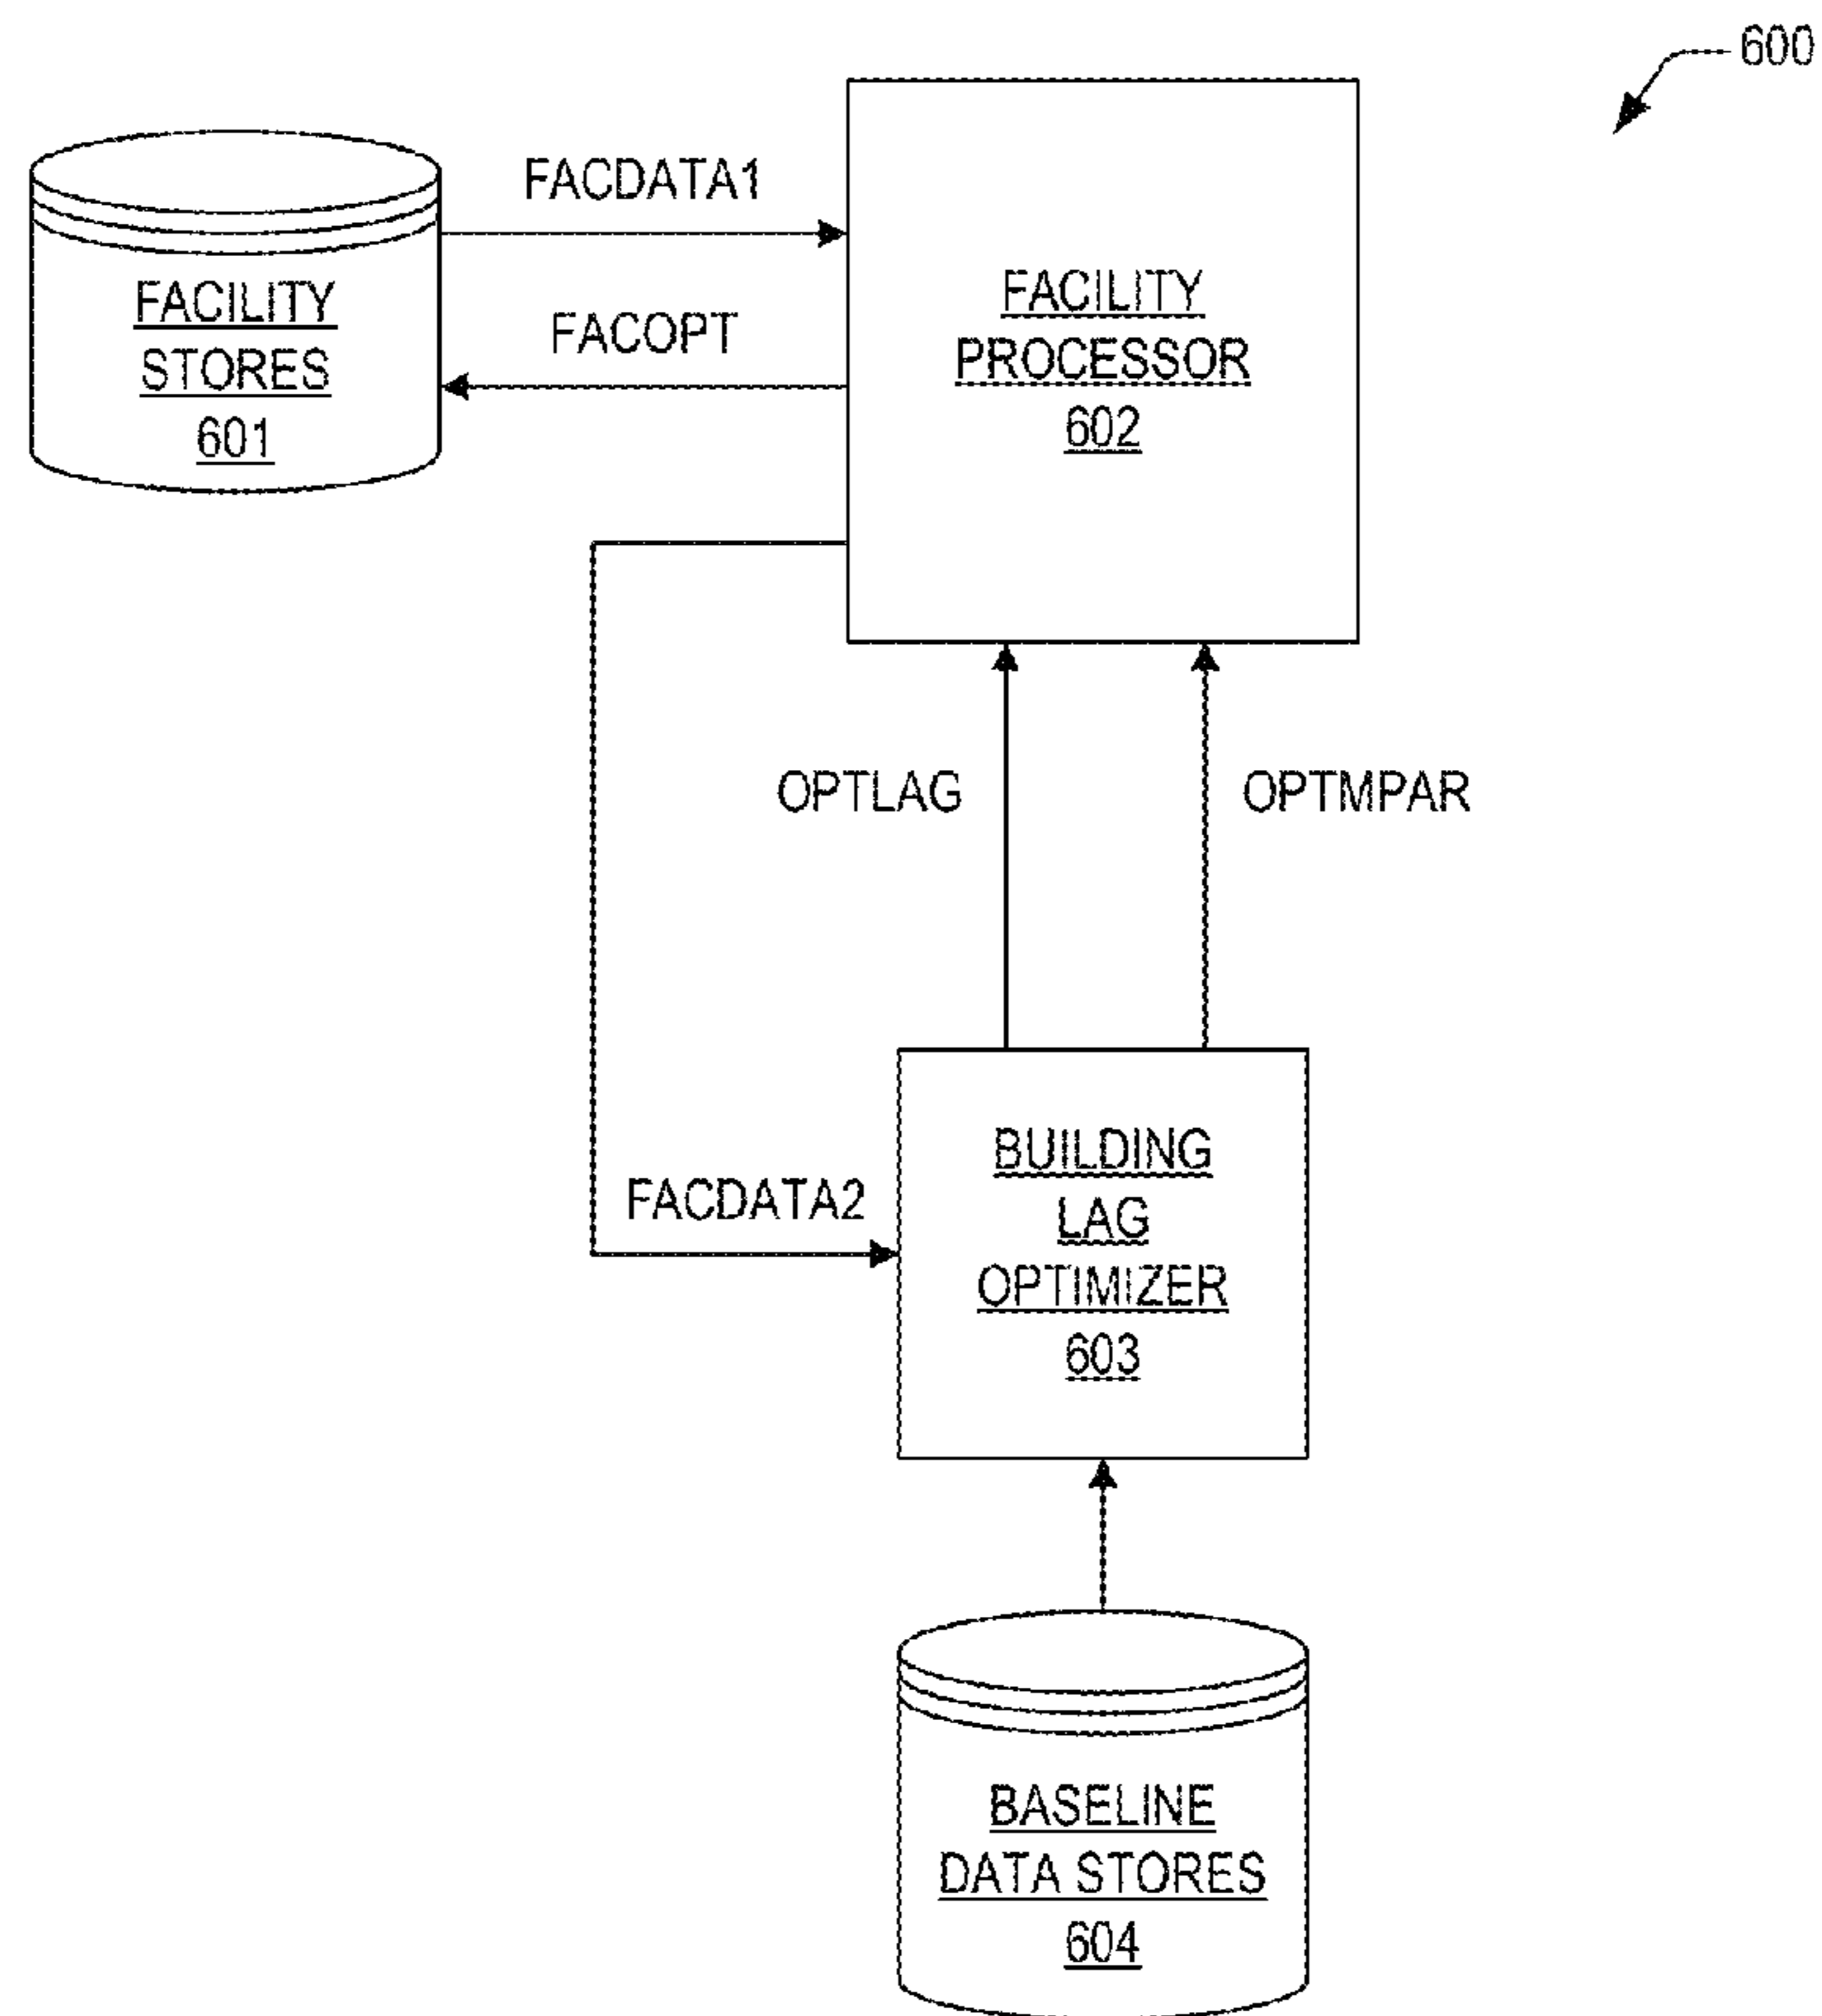 600
FACDATA1
FACILITY
STORES
601
FACOPT
FACILITY
PROCESSOR
602
OPTLAG
OPTMPAR
FACDATA2
BUILDING
LAG
OPTIMIZER
603
BASELINE
DATA STORES
604